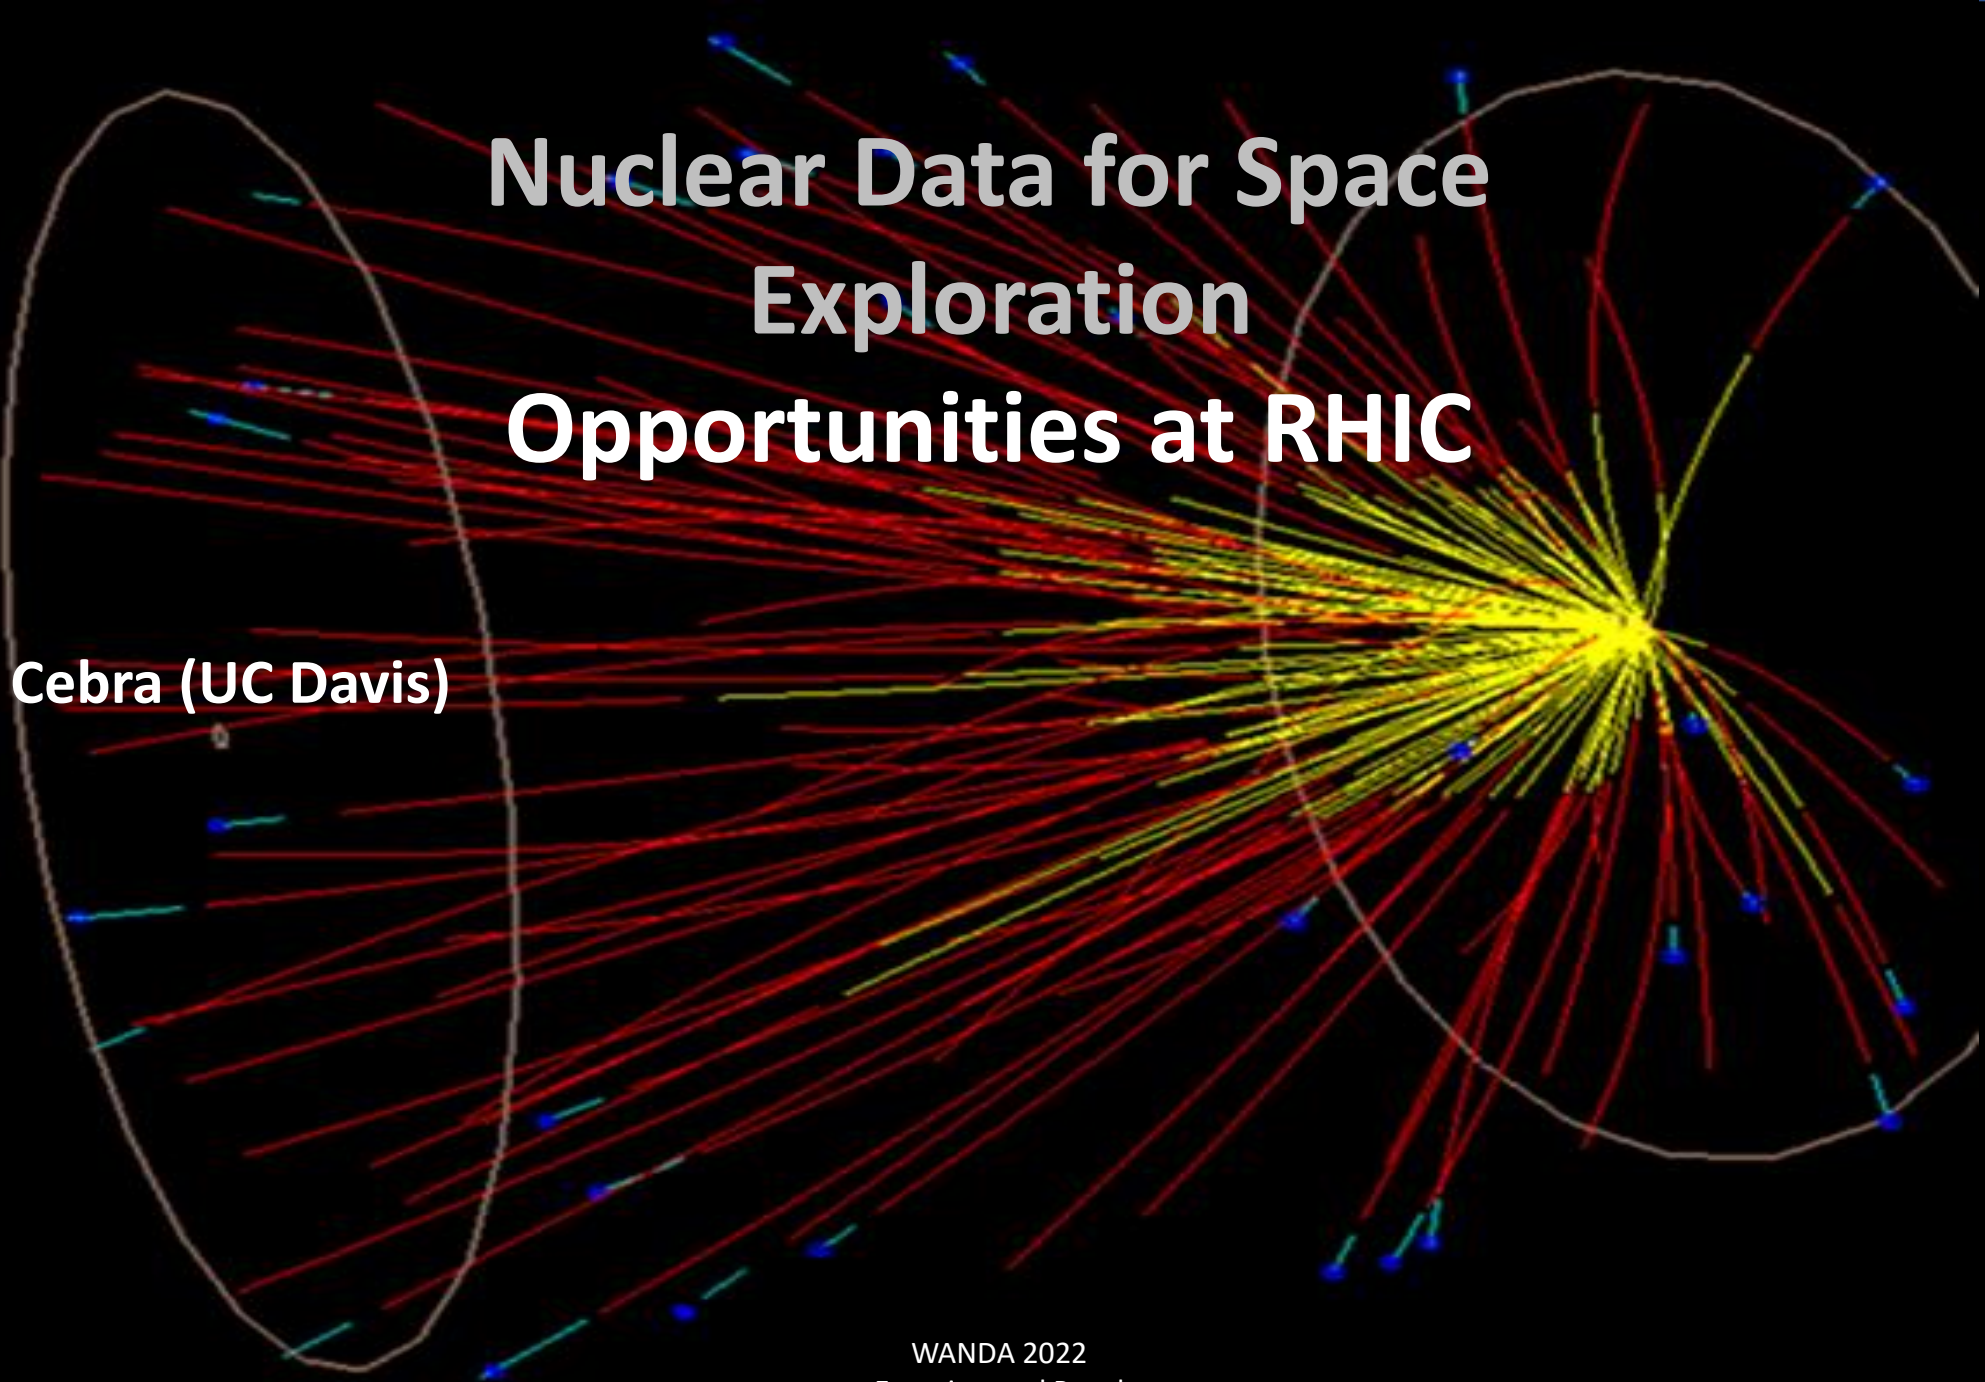 Nuclear Data for Space
Exploration
Opportunities at RHIC
Cebra (UC Davis)
WANDA 2022